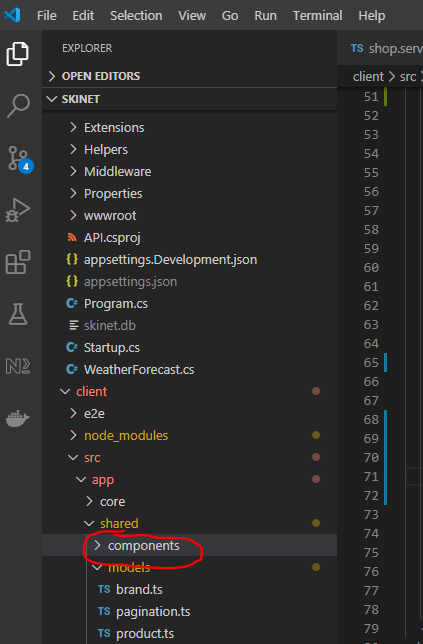 File Edit Selection View Go Run Terminal Help
EXPLORER
TS shop.serv
OPEN EDITORS
client > src
SKINET
Extensions
Helpers
Middleware
Properties
wwwroot
API.csproj
{} appsettings.Development.json
{} appsettings.json
C# Program.cs
skinet.db
C# Startup.cs
C# WeatherForecast.cs
client
e2e
node_modules
src
app
core
shared
components
models
TS brand.ts
TS pagination.ts
TS product.ts
4
N2
51
52
53
54
55
56
57
58
59
60
61
62
63
64
65
66
67
68
69
70
71
72
73
74
75
76
77
78
79